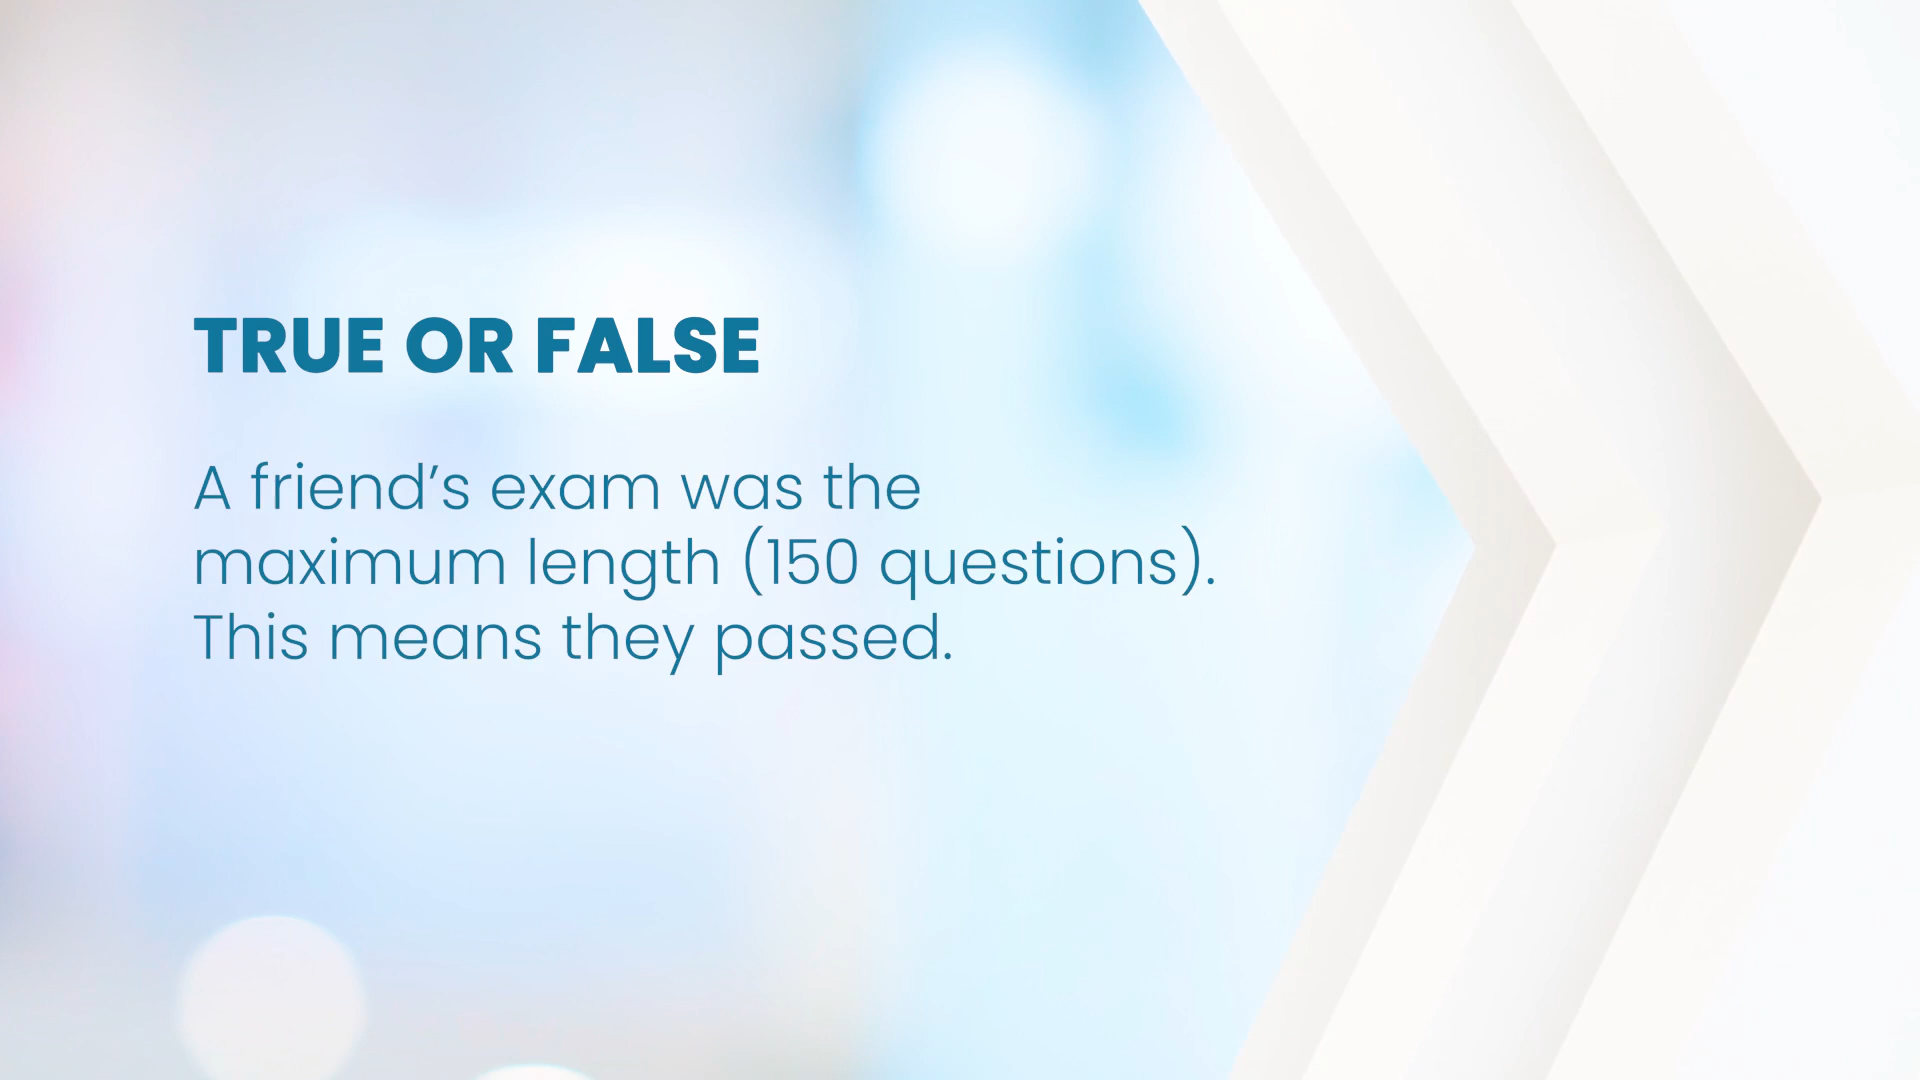 TRUE OR FALSE
A friend’s exam was the
maximum length (150 questions).
This means they passed.